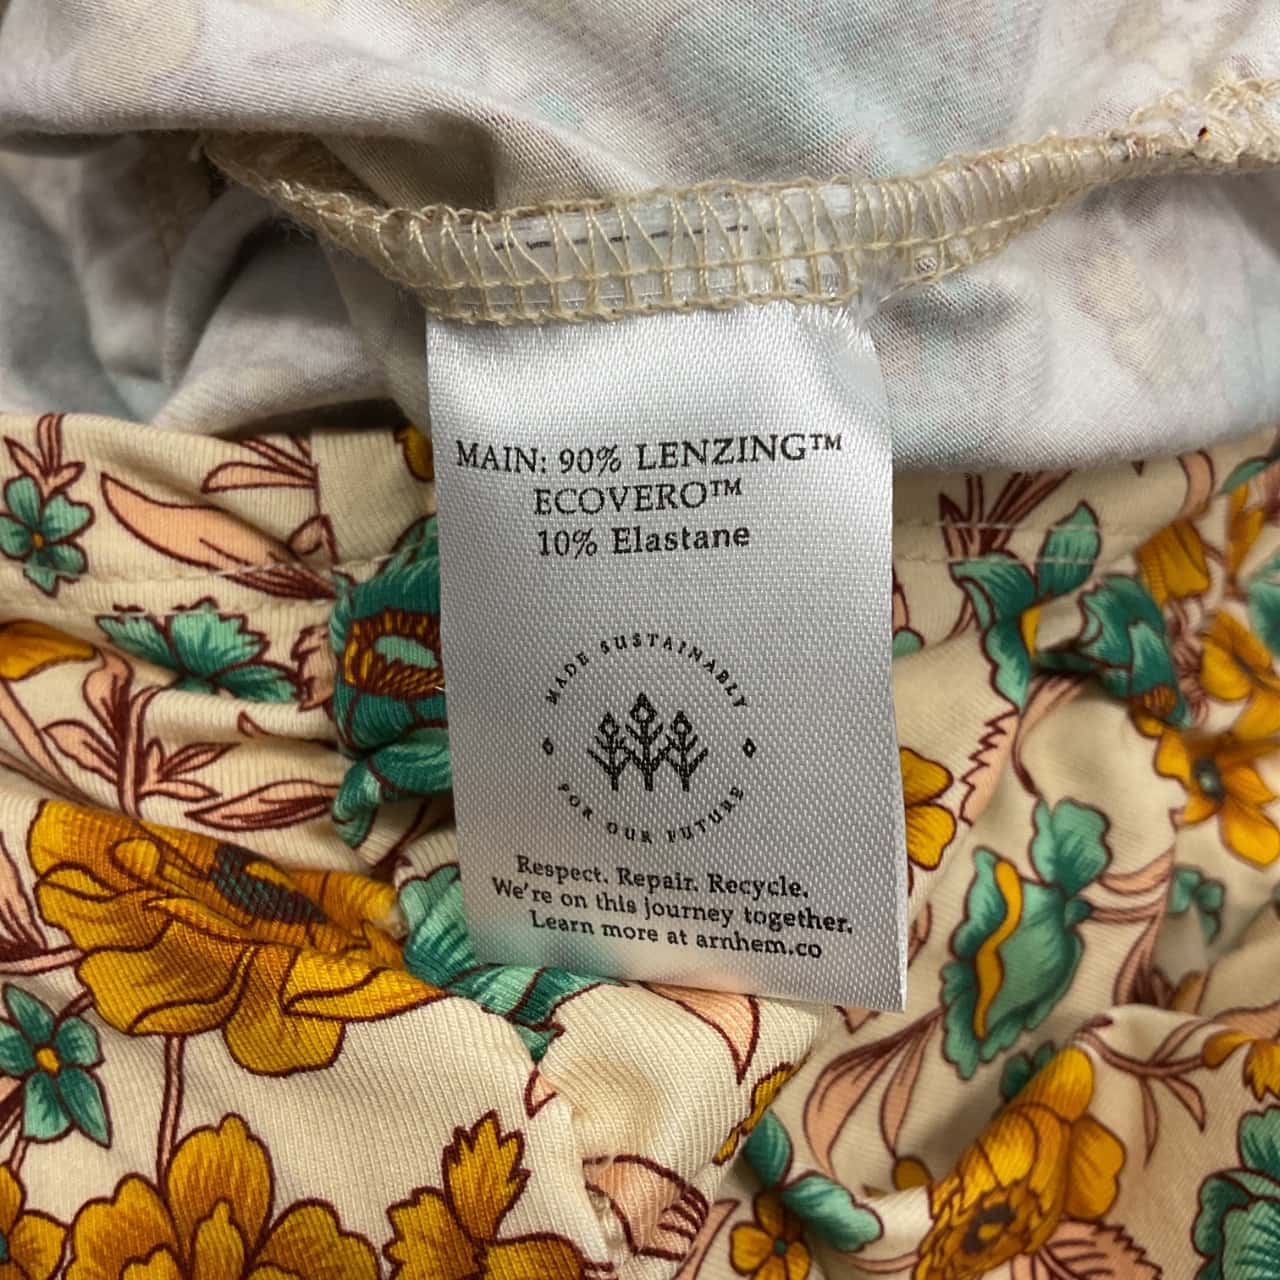 MAIN: 90% LENZING™
ECOVERO™
10% Elastane
MADE SUSTAINABLY
FOR OUR FUTURE
Respect. Repair. Recycle.
We're on this journey together.
Learn more at arnhem.co